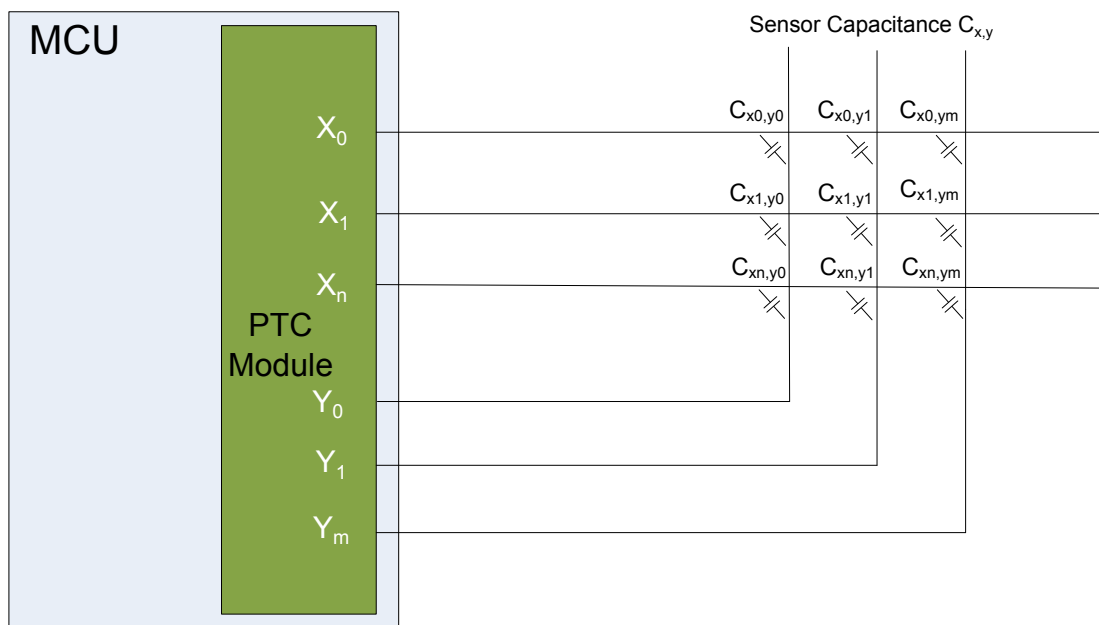 MCU
Sensor Capacitance Cx,y
Cx0,y0 Cx0,y1 Cx0,ym
X0
Cx1,y0 Cx1,y1 Cx1,ym
X1
Cxn,y0 Cxn,y1 Cxn,ym
Xn
PTC
Module
Y0
Y1
Ym